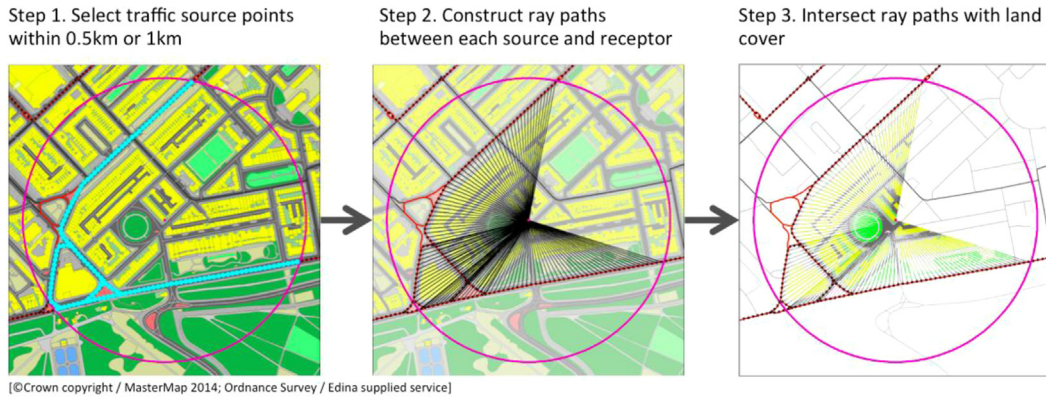 Step 1. Select traffic source points
within 0.5km or 1km
Step 2. Construct ray paths
between each source and receptor
Step 3. Intersect ray paths with land
cover
[©Crown copyright / MasterMap 2014; Ordnance Survey / Edina supplied service]